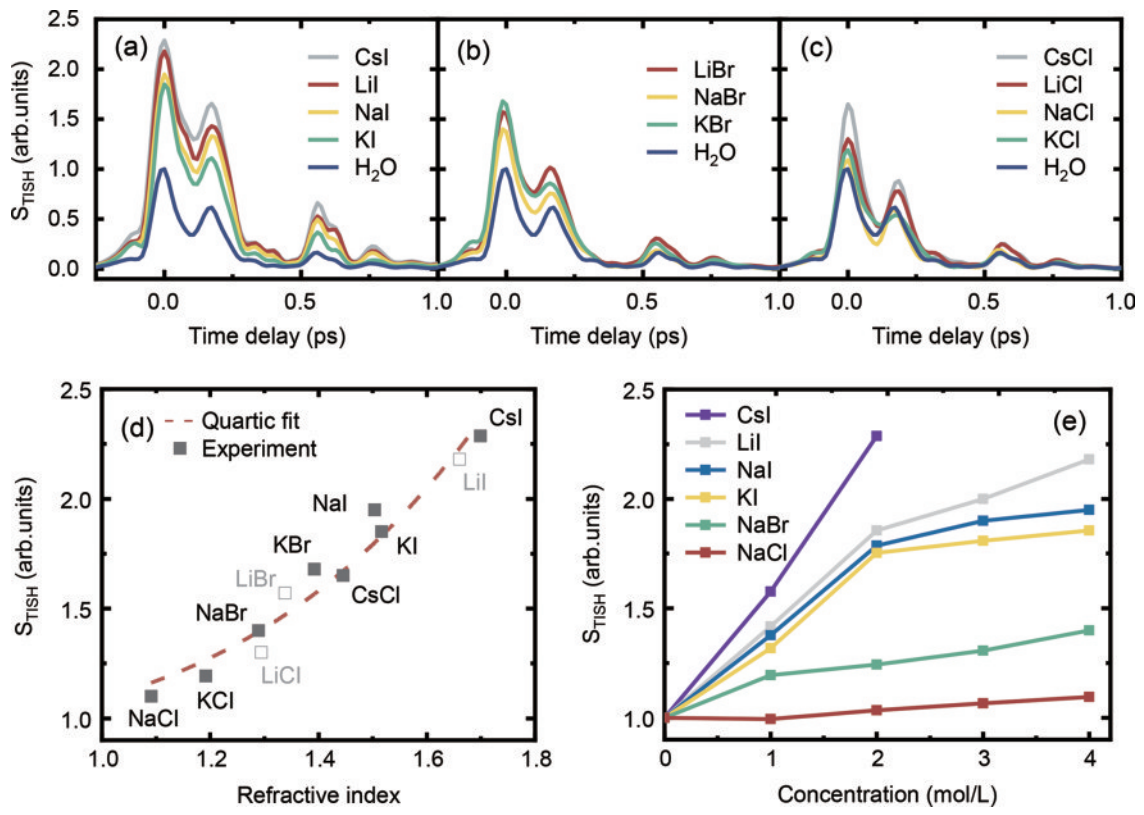 (a)
CsI
LiI
NaI
KI
H₂O
(b)
LiBr
NaBr
KBr
H₂O
(c)
CsCl
LiCl
NaCl
KCl
H₂O
S_TISH (arb.units)
2.5
2.0
1.5
1.0
0.5
0.0
0.0 0.5 1.0
0.0 0.5 1.0
0.0 0.5 1.0
Time delay (ps)
Time delay (ps)
Time delay (ps)
(d)
Quartic fit
Experiment
CsI
LiI
NaI
KI
KBr
CsCl
LiBr
NaBr
LiCl
KCl
NaCl
S_TISH (arb.units)
2.5
2.0
1.5
1.0
1.0 1.2 1.4 1.6 1.8
Refractive index
(e)
CsI
LiI
NaI
KI
NaBr
NaCl
S_TISH (arb.units)
2.5
2.0
1.5
1.0
0 1 2 3 4
Concentration (mol/L)